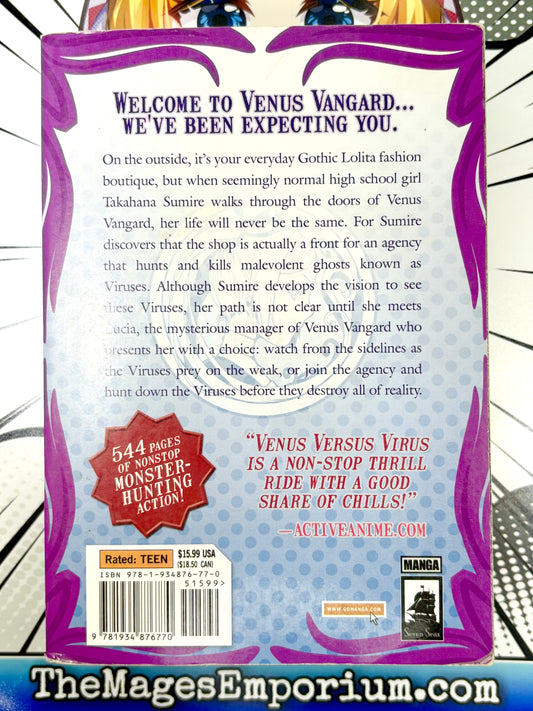 WELCOME TO VENUS VANGARD...
WE'VE BEEN EXPECTING YOU.
On the outside, it's your everyday Gothic Lolita fashion
boutique, but when seemingly normal high school girl
Takahana Sumire walks through the doors of Venus
Vangard, her life will never be the same. For Sumire
discovers that the shop is actually a front for an agency
that hunts and kills malevolent ghosts known as
Viruses. Although Sumire develops the vision to see
these Viruses, her path is not clear until she meets
Lucia, the mysterious manager of Venus Vangard who
presents her with a choice: watch from the sidelines as
the Viruses prey on the weak, or join the agency and
hunt down the Viruses before they destroy all of reality.
544 PAGES
OF NONSTOP
MONSTER-
HUNTING
ACTION!
"VENUS VERSUS VIRUS
IS A NON-STOP THRILL
RIDE WITH A GOOD
SHARE OF CHILLS!"
—ACTIVEANIME.COM
Rated: TEEN
$15.99 USA
($18.50 CAN)
ISBN 978-1-934876-77-0
51599>
9 781934 876770
WWW.GOMANGA.COM
MANGA
Seven Seas
TheMagesEmporium.com